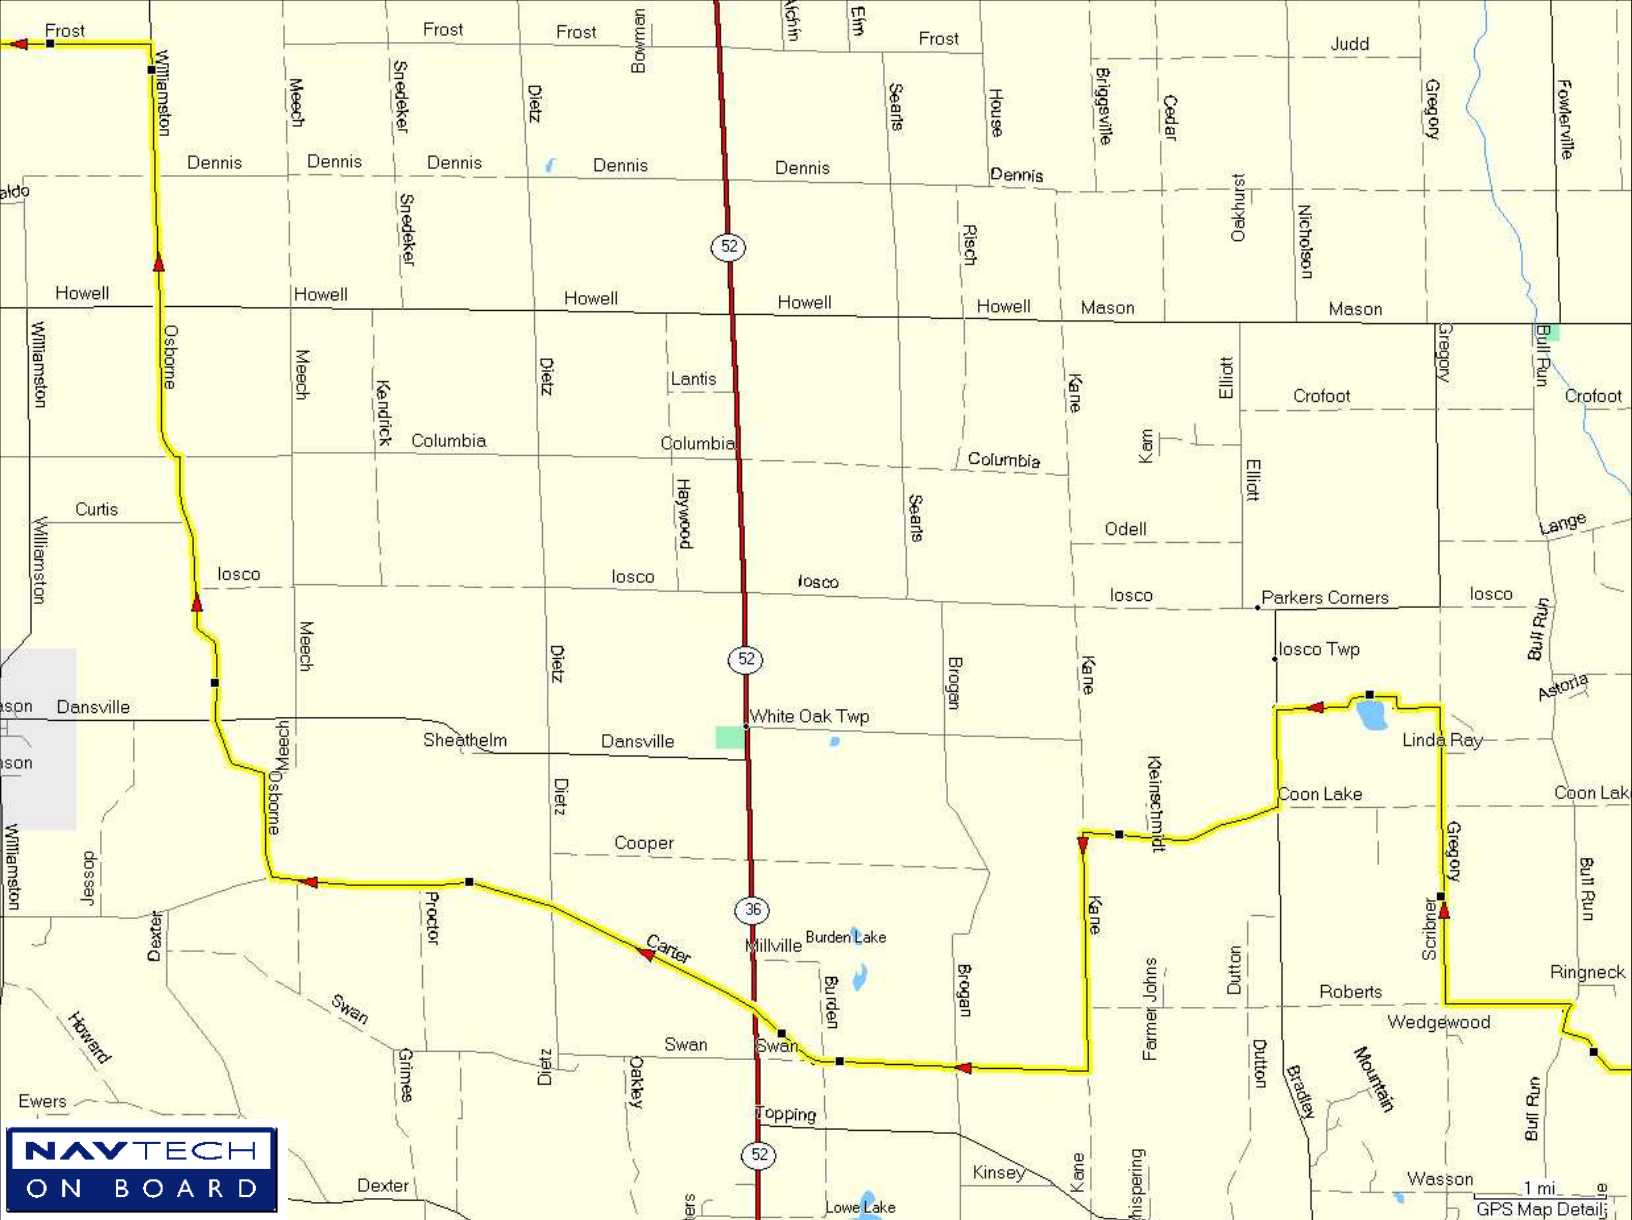 Frost
Frost
Frost
Bowman
Elm
Frost
Judd
Williamston
Meech
Snedeker
Dietz
Searls
House
Briggsville
Cedar
Gregory
Fowlerville
Dennis
Dennis
Dennis
Dennis
Dennis
Dennis
aldo
Snedeker
Oakhurst
Nicholson
Risch
52
Howell
Howell
Howell
Howell
Howell
Mason
Mason
Williamston
Osborne
Meech
Kendrick
Dietz
Lantis
Kane
Elliott
Gregory
Bull Run
Crofoot
Crofoot
Columbia
Columbia
Columbia
Kern
Elliott
Curtis
Williamston
Haywood
Searls
Odell
Lange
Iosco
Iosco
Iosco
Iosco
Parkers Corners
Iosco
Bull Run
Meech
Dietz
52
Brogan
Kane
Iosco Twp
Astoria
ason
Dansville
White Oak Twp
Sheathelm
Dansville
Linda Ray
Meech
ason
Osborne
Dietz
Kleinschmidt
Coon Lake
Coon Lak
Williamston
Jessop
Cooper
Gregory
Bull Run
Dexter
Proctor
36
Kane
Scribner
Carter
Millville
Burden Lake
Burden
Brogan
Farmer Johns
Dutton
Ringneck
Roberts
Swan
Wedgewood
Howard
Swan
Swan
Grimes
Dietz
Oakley
Dutton
Bradley
Mountain
Bull Run
Ewers
Topping
52
Kinsey
Kane
hispering
Wasson
NAVTECH
ON BOARD
Dexter
ers
Lowe Lake
1 mi
e
GPS Map Detail